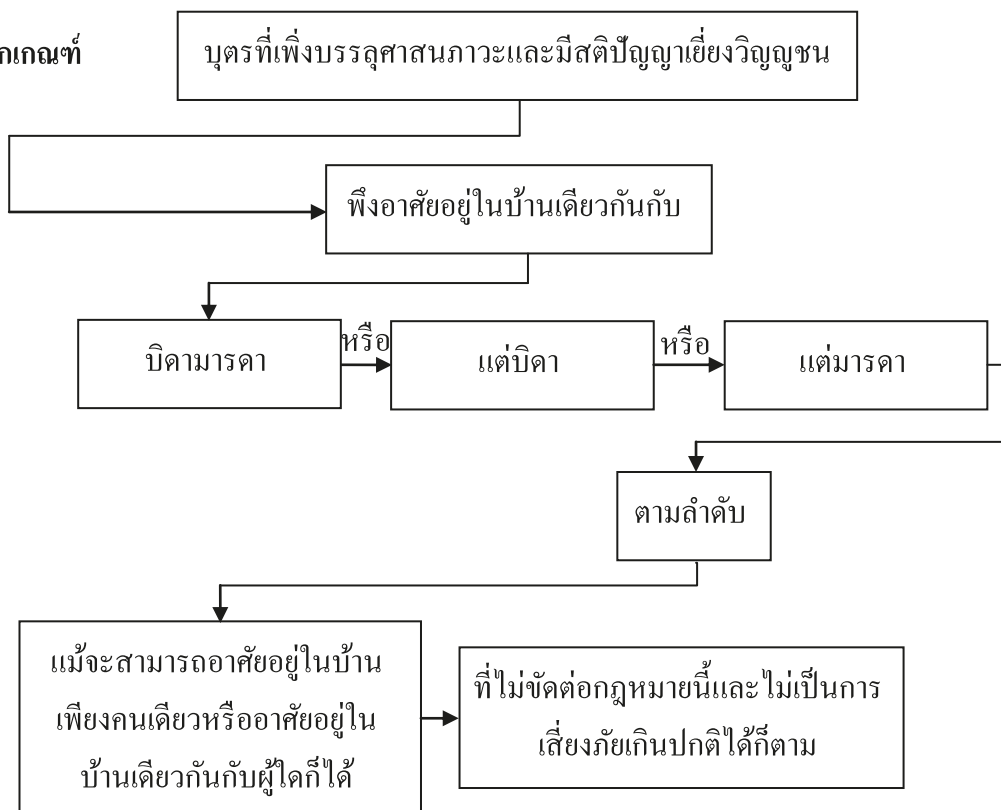 กเกณฑ์
บุตรที่เพิ่งบรรลุศาสนภาวะและมีสติปัญญาเยี่ยงวิญญูชน
พึงอาศัยอยู่ในบ้านเดียวกันกับ
บิดามารดา
หรือ
แต่บิดา
หรือ
แต่มารดา
ตามลำดับ
แม้จะสามารถอาศัยอยู่ในบ้าน
เพียงคนเดียวหรืออาศัยอยู่ใน
บ้านเดียวกันกับผู้ใดก็ได้
ที่ไม่ขัดต่อกฎหมายนี้และไม่เป็นการ
เสี่ยงภัยเกินปกติได้ก็ตาม